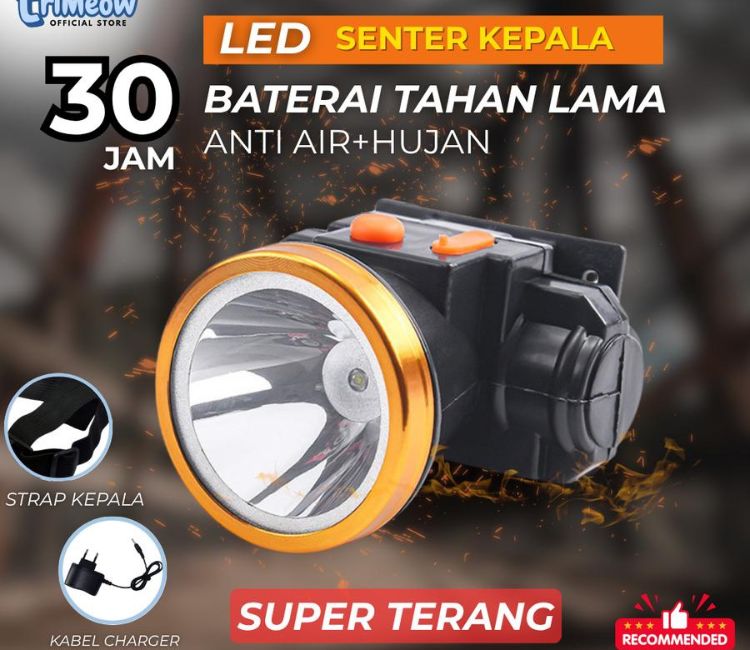 Grimeow
OFFICIAL STORE
LED SENTER KEPALA
30
JAM
BATERAI TAHAN LAMA
ANTI AIR+HUJAN
STRAP KEPALA
KABEL CHARGER
SUPER TERANG
RECOMMENDED